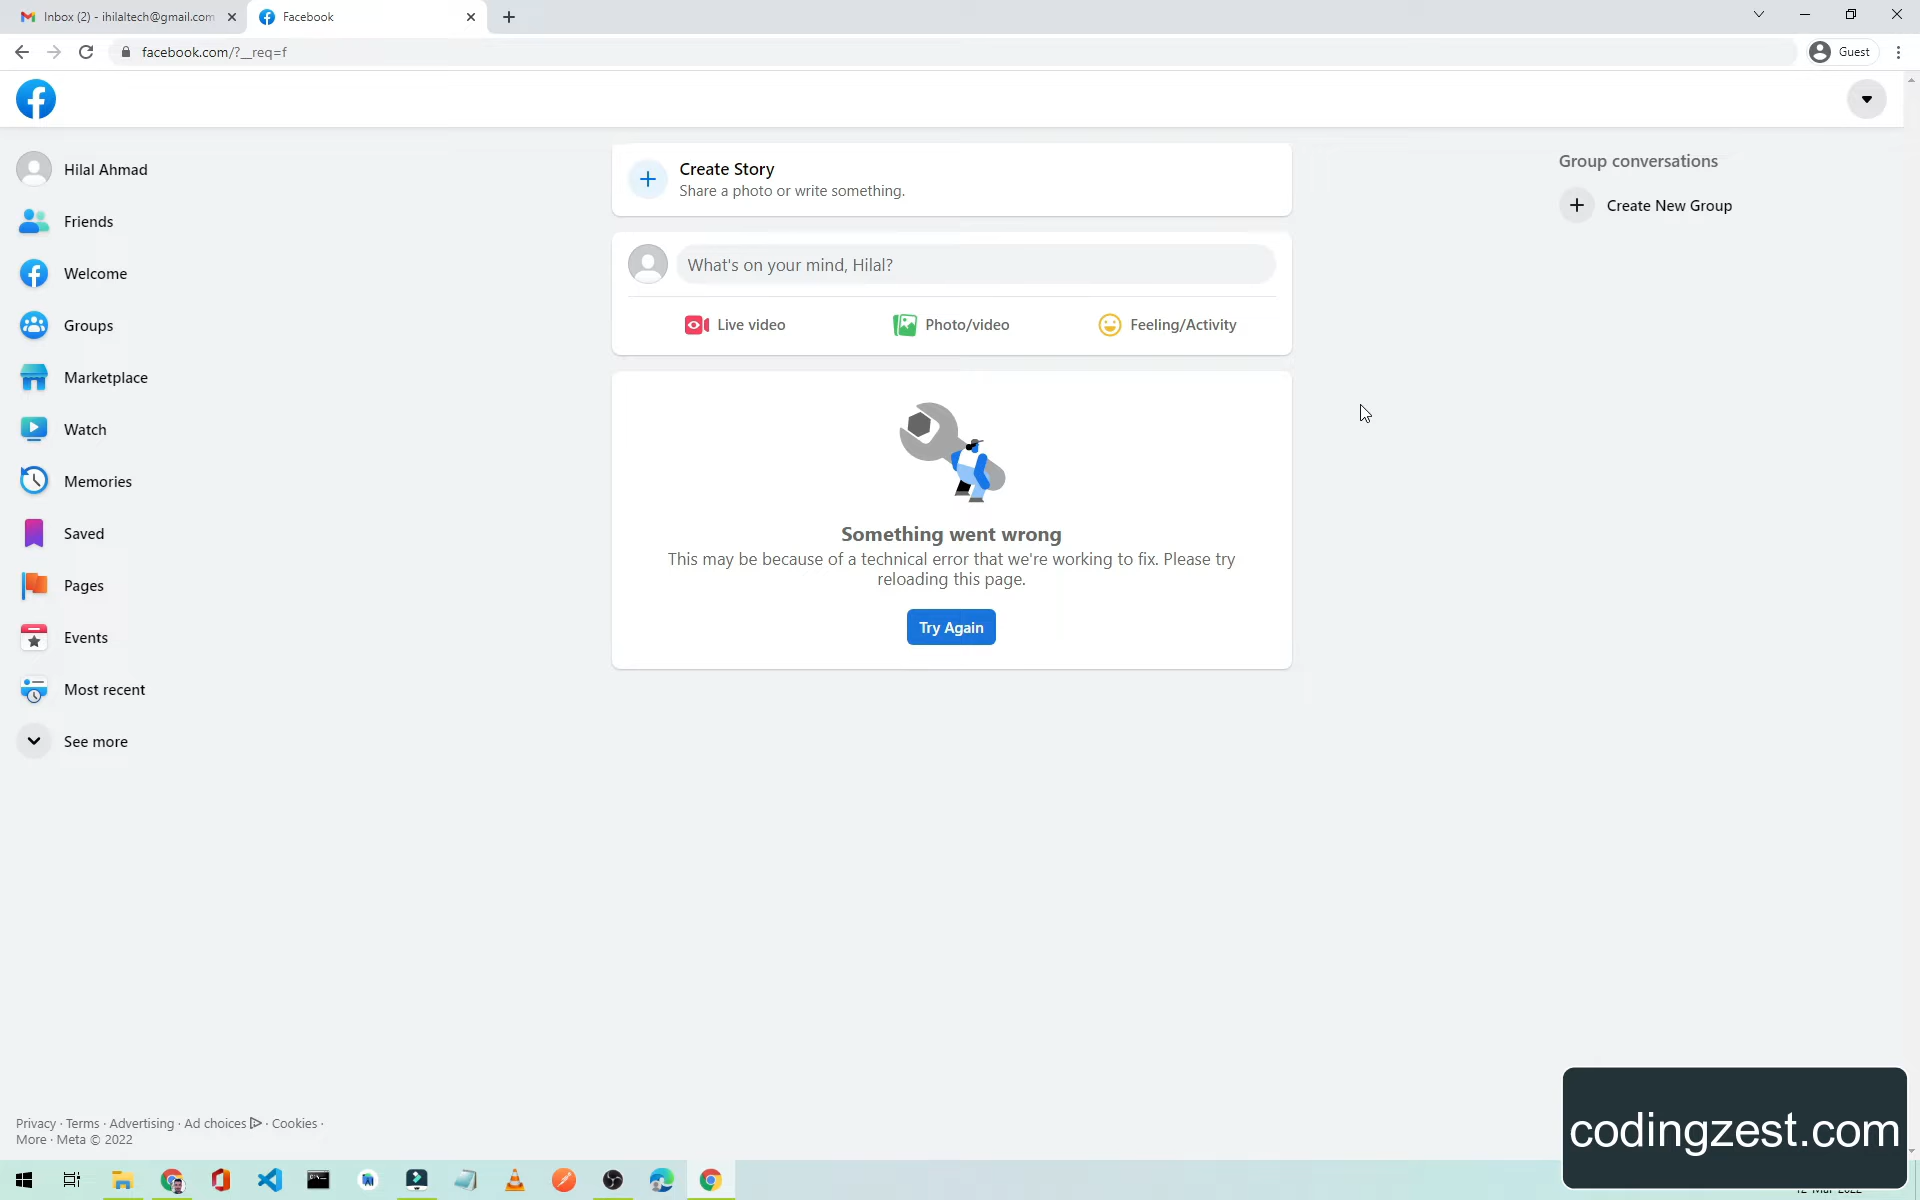 Inbox (2) - ihilaltech@gmail.com
Facebook
facebook.com/?__req=f
Guest
Hilal Ahmad
Friends
Welcome
Groups
Marketplace
Watch
Memories
Saved
Pages
Events
Most recent
See more
Create Story
Share a photo or write something.
What's on your mind, Hilal?
Live video
Photo/video
Feeling/Activity
Something went wrong
This may be because of a technical error that we're working to fix. Please try
reloading this page.
Try Again
Group conversations
Create New Group
Privacy · Terms · Advertising · Ad choices · Cookies ·
More · Meta © 2022
codingzest.com